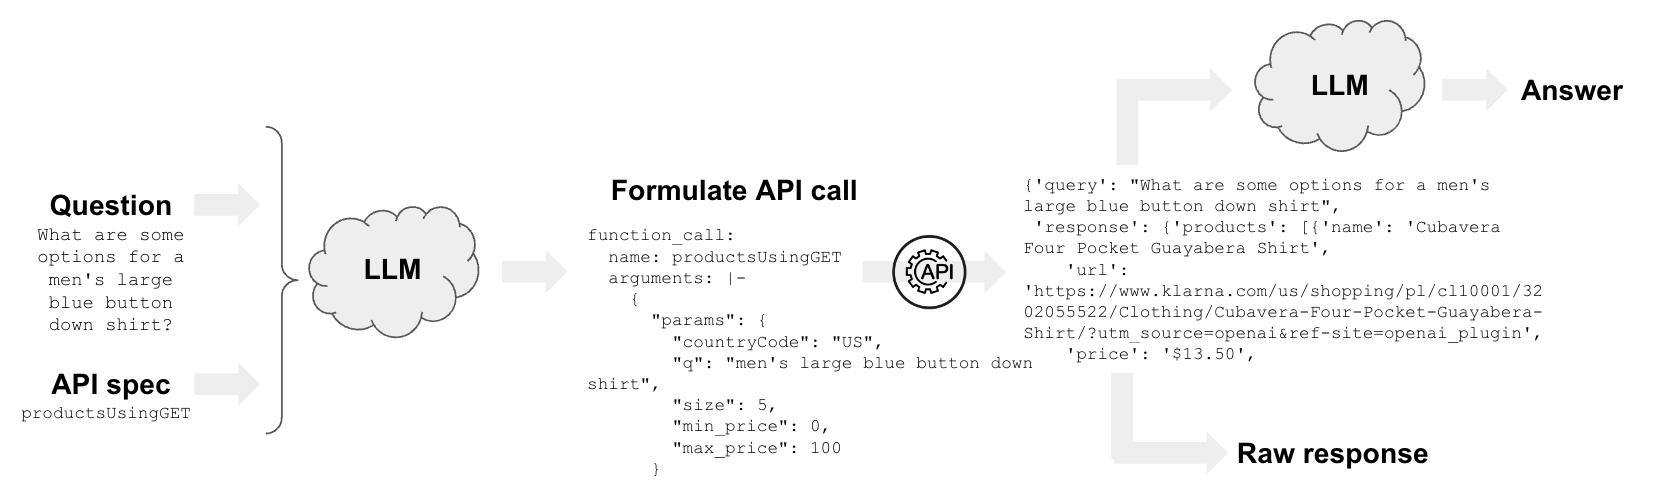 Question
What are some
options for a
men's large
blue button
down shirt?
API spec
productsUsingGET
LLM
Formulate API call
function_call:
  name: productsUsingGET
  arguments: |-
    {
      "params": {
        "countryCode": "US",
        "q": "men's large blue button down
shirt",
        "size": 5,
        "min_price": 0,
        "max_price": 100
      }
API
{'query': "What are some options for a men's
large blue button down shirt",
 'response': {'products': [{'name': 'Cubavera
Four Pocket Guayabera Shirt',
    'url':
'https://www.klarna.com/us/shopping/pl/cl10001/32
02055522/Clothing/Cubavera-Four-Pocket-Guayabera-
Shirt/?utm_source=openai&ref-site=openai_plugin',
    'price': '$13.50',
LLM
Answer
Raw response